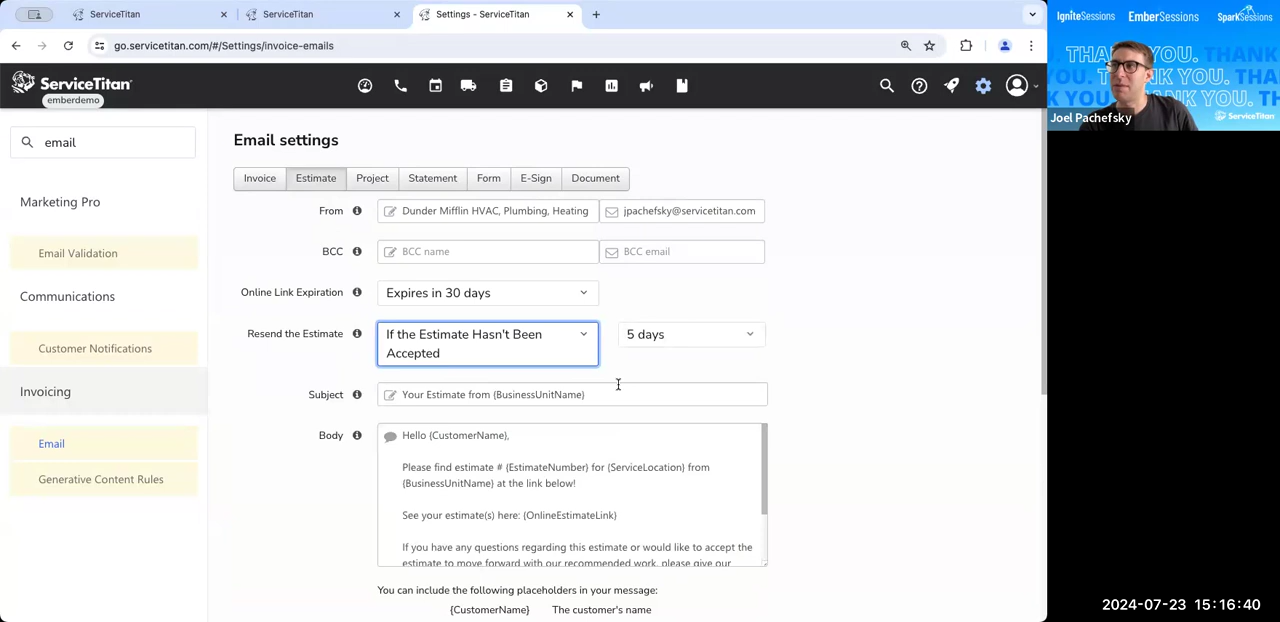 ServiceTitan
ServiceTitan
Settings - ServiceTitan
go.servicetitan.com/#/Settings/invoice-emails
ServiceTitan
emberdemo
email
Marketing Pro
Email Validation
Communications
Customer Notifications
Invoicing
Email
Generative Content Rules
Email settings
Invoice
Estimate
Project
Statement
Form
E-Sign
Document
From
Dunder Mifflin HVAC, Plumbing, Heating
jpachefsky@servicetitan.com
BCC
BCC name
BCC email
Online Link Expiration
Expires in 30 days
Resend the Estimate
If the Estimate Hasn't Been
Accepted
5 days
Subject
Your Estimate from {BusinessUnitName}
Body
Hello {CustomerName},
Please find estimate # {EstimateNumber} for {ServiceLocation} from
{BusinessUnitName} at the link below!
See your estimate(s) here: {OnlineEstimateLink}
If you have any questions regarding this estimate or would like to accept the
estimate to move forward with our recommended work, please give our
You can include the following placeholders in your message:
{CustomerName} The customer's name
IgniteSessions
EmberSessions
SparkSessions
THANK
YOU.
ServiceTitan
Joel Pachefsky
2024-07-23 15:16:40